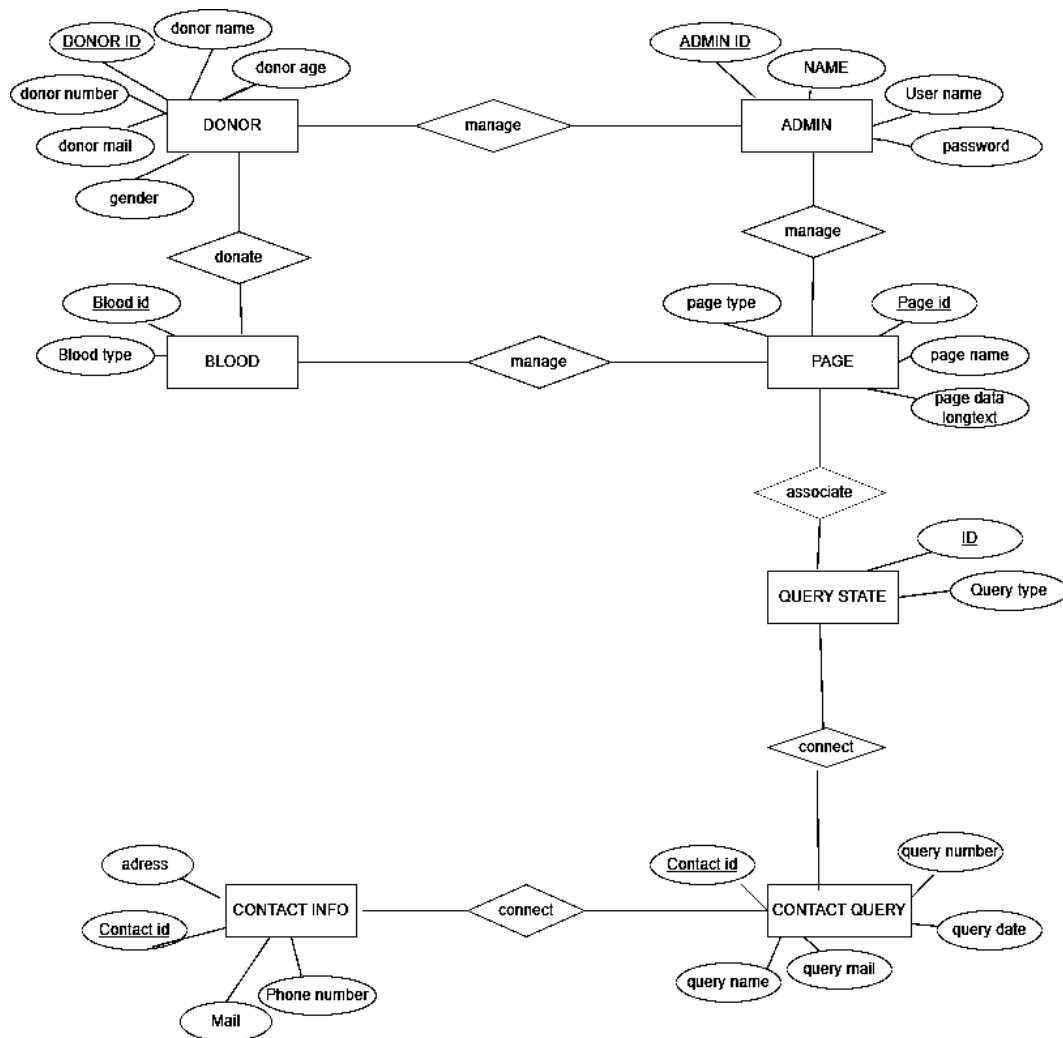 donor name
DONOR ID
donor age
donor number
DONOR
donor mail
gender
manage
ADMIN ID
NAME
User name
ADMIN
password
donate
manage
Blood id
Blood type
BLOOD
manage
page type
Page id
PAGE
page name
page data
longtext
associate
ID
QUERY STATE
Query type
connect
adress
CONTACT INFO
Contact id
Phone number
Mail
connect
Contact id
query number
CONTACT QUERY
query date
query mail
query name